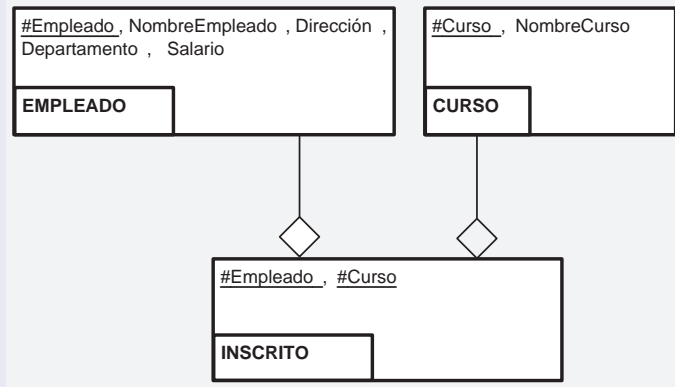 #Empleado , NombreEmpleado , Dirección ,
Departamento , Salario
EMPLEADO
#Curso , NombreCurso
CURSO
#Empleado , #Curso
INSCRITO